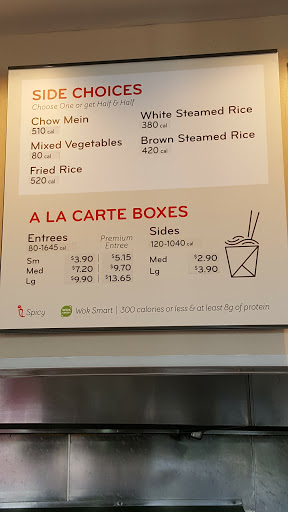 SIDE CHOICES
Choose One or get Half & Half
Chow Mein
510 cal
Mixed Vegetables
80 cal
Fried Rice
520 cal
White Steamed Rice
380 cal
Brown Steamed Rice
420 cal
A LA CARTE BOXES
Entrees
80-1645 cal
Premium
Entree
Sm $3.90 $5.15
Med $7.20 $9.70
Lg $9.90 $13.65
Sides
120-1040 cal
Med $2.90
Lg $3.90
Spicy
Wok Smart | 300 calories or less & at least 8g of protein